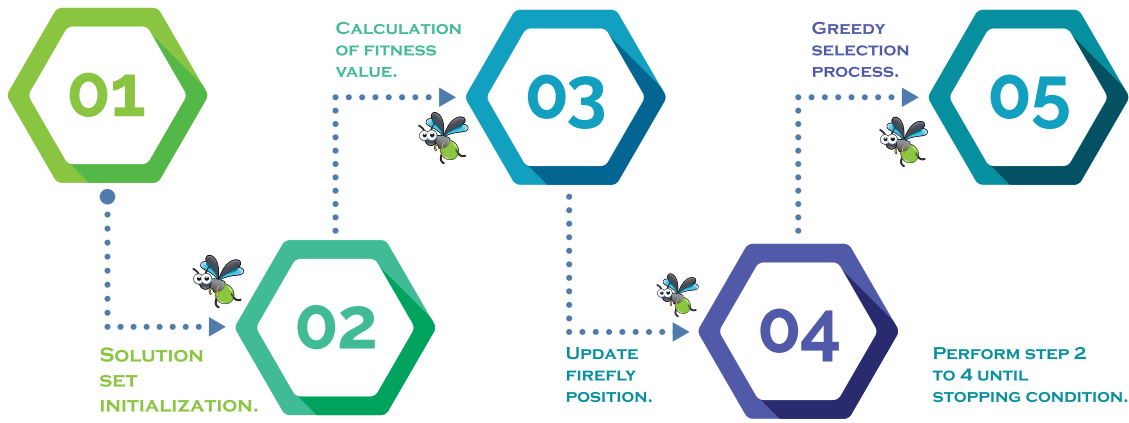 01
SOLUTION
SET
INITIALIZATION.
02
CALCULATION
OF FITNESS
VALUE.
03
UPDATE
FIREFLY
POSITION.
04
GREEDY
SELECTION
PROCESS.
05
PERFORM STEP 2
TO 4 UNTIL
STOPPING CONDITION.